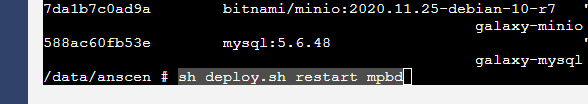 7da1b7c0ad9a bitnami/minio:2020.11.25-debian-10-r7 "
galaxy-minio
588ac60fb53e mysql:5.6.48 "
galaxy-mysql
/data/anscen # sh deploy.sh restart mpbd